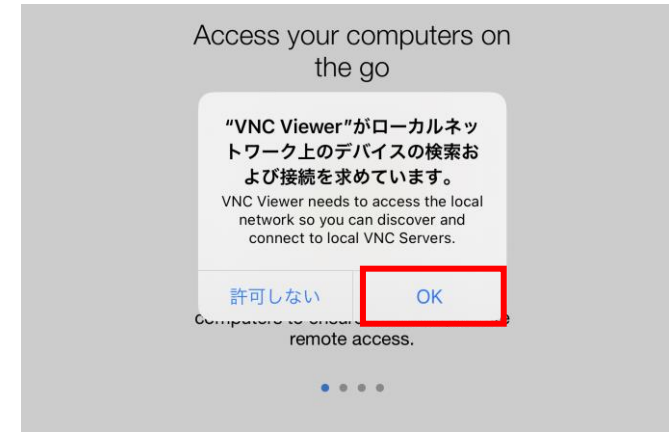 Access your computers on
the go
“VNC Viewer”がローカルネッ
トワーク上のデバイスの検索お
よび接続を求めています。
VNC Viewer needs to access the local
network so you can discover and
connect to local VNC Servers.
許可しない OK
computers to ensure
remote access.